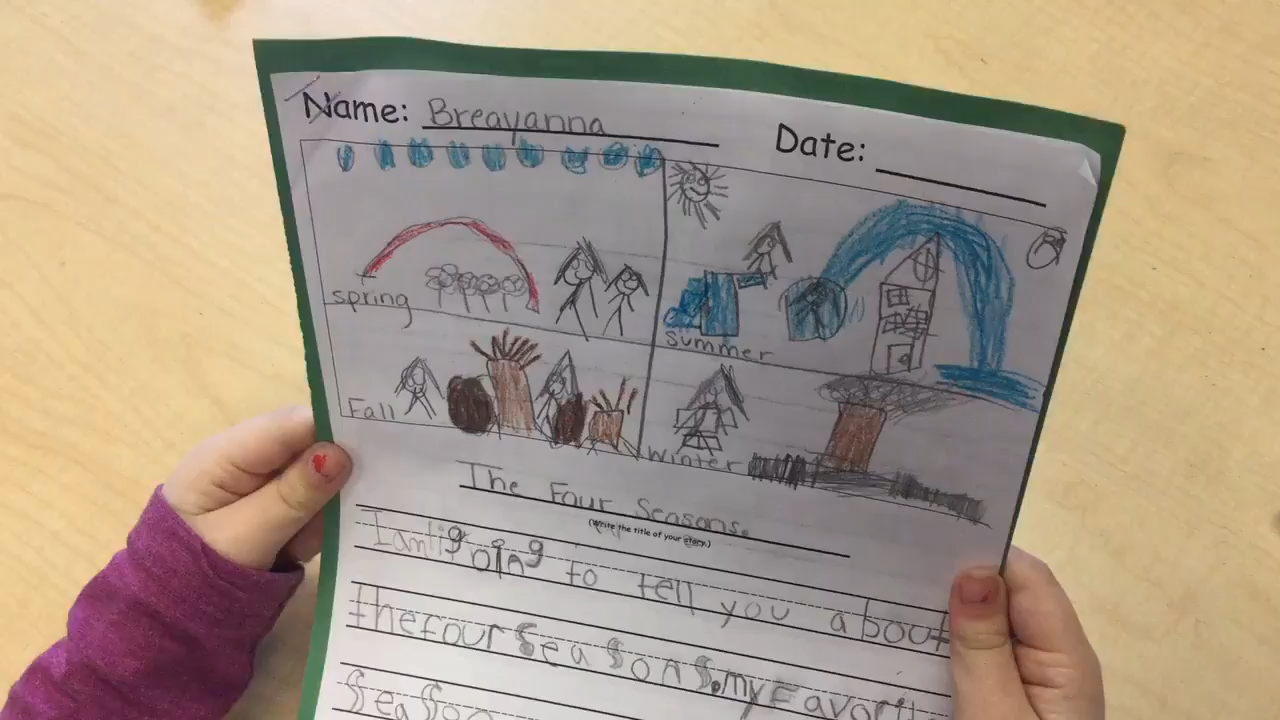 Name: Breayanna Date:
spring
summer
Fall
winter
The Four Seasons.
(Write the title of your story.)
I am going to tell you about
the four seasons. my Favorite
Seaso